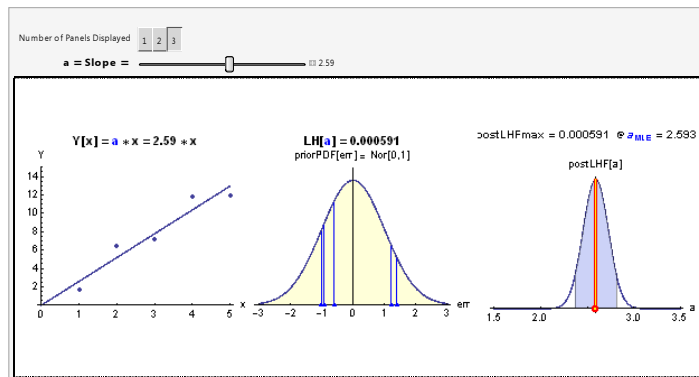 Number of Panels Displayed 1 2 3
a = Slope = 2.59
Y[x] = a * x = 2.59 * x
Y
14
12
10
8
6
4
2
0 1 2 3 4 5 x
LH[a] = 0.000591
priorPDF[err] = Nor[0,1]
-3 -2 -1 0 1 2 3 err
postLHFmax = 0.000591 @ aMLE = 2.593
postLHF[a]
1.5 2.0 3.0 3.5 a